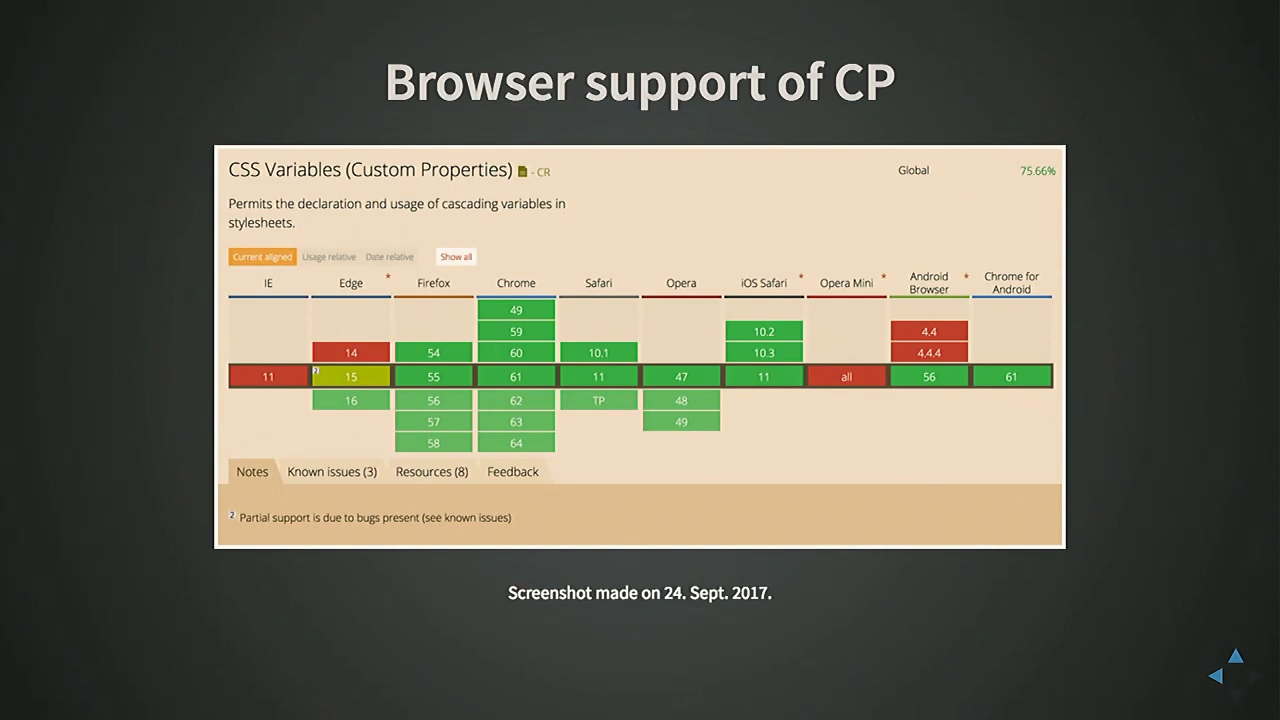 Browser support of CP
CSS Variables (Custom Properties) - CR
Global 75.66%
Permits the declaration and usage of cascading variables in
stylesheets.
Current aligned Usage relative Date relative Show all
IE Edge * Firefox Chrome Safari Opera iOS Safari * Opera Mini * Android Browser * Chrome for Android
49
59 10.2 4.4
14 54 60 10.1 10.3 4.4.4
11 2 15 55 61 11 47 11 all 56 61
16 56 62 TP 48
57 63 49
58 64
Notes Known issues (3) Resources (8) Feedback
2 Partial support is due to bugs present (see known issues)
Screenshot made on 24. Sept. 2017.